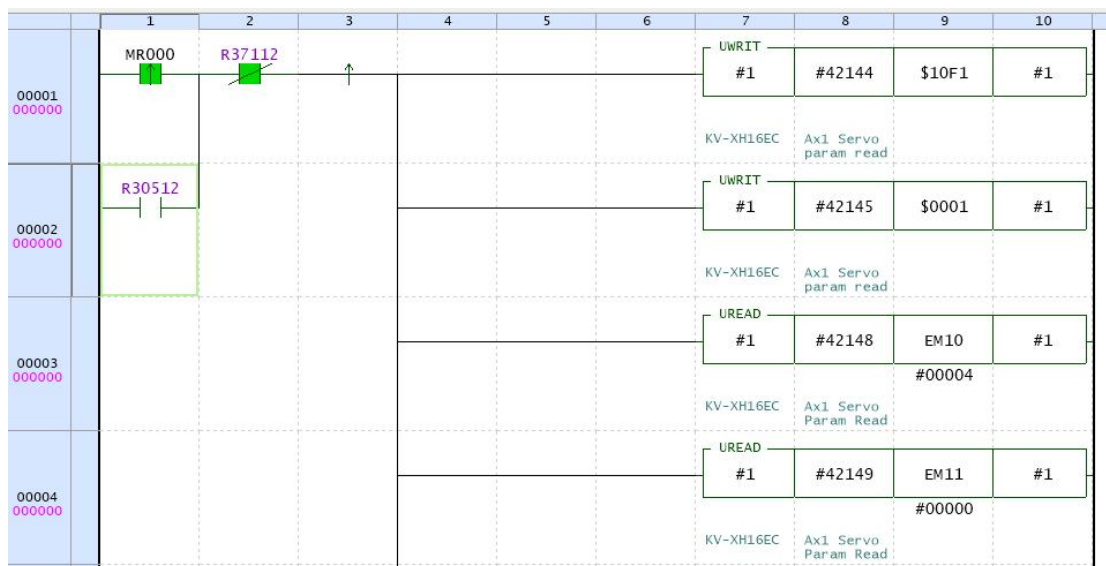 1 2 3 4 5 6 7 8 9 10
00001
000000
MR000 R37112
UWRIT
#1 #42144 $10F1 #1
KV-XH16EC Ax1 Servo
param read
00002
000000
R30512
UWRIT
#1 #42145 $0001 #1
KV-XH16EC Ax1 Servo
param read
00003
000000
UREAD
#1 #42148 EM10 #1
#00004
KV-XH16EC Ax1 Servo
Param Read
00004
000000
UREAD
#1 #42149 EM11 #1
#00000
KV-XH16EC Ax1 Servo
Param Read